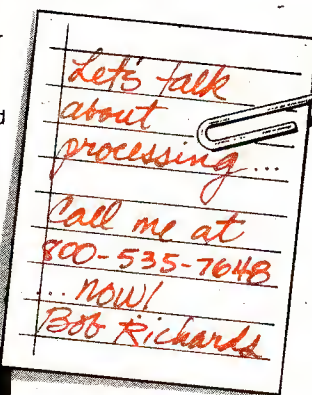 Let's talk
about
processing...
Call me at
800-535-7648
...now!
Bob Richards